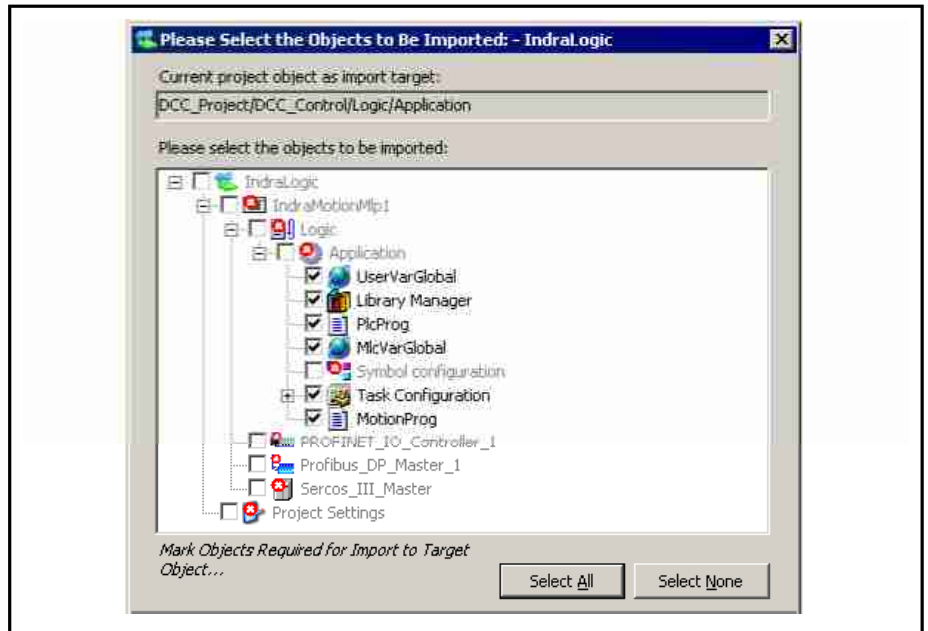 Please Select the Objects to Be Imported: - IndraLogic
Current project object as import target:
DCC_Project/DCC_Control/Logic/Application
Please select the objects to be imported:
IndraLogic
IndraMotionMlp1
Logic
Application
UserVarGlobal
Library Manager
PlcProg
MlcVarGlobal
Symbol configuration
Task Configuration
MotionProg
PROFINET_IO_Controller_1
Profibus_DP_Master_1
Sercos_III_Master
Project Settings
Mark Objects Required for Import to Target
Object...
Select All
Select None